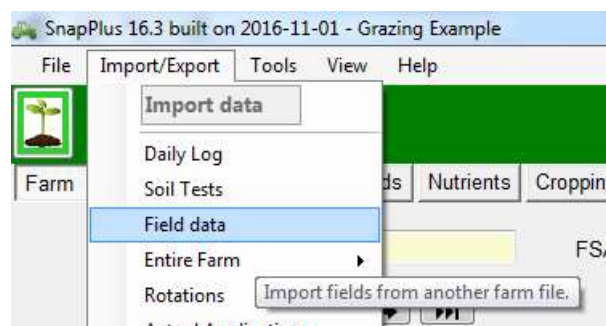 SnapPlus 16.3 built on 2016-11-01 - Grazing Example
File Import/Export Tools View Help
Import data
Daily Log
Farm Soil Tests ds Nutrients Croppin
Field data
Entire Farm FSA
Rotations Import fields from another farm file.